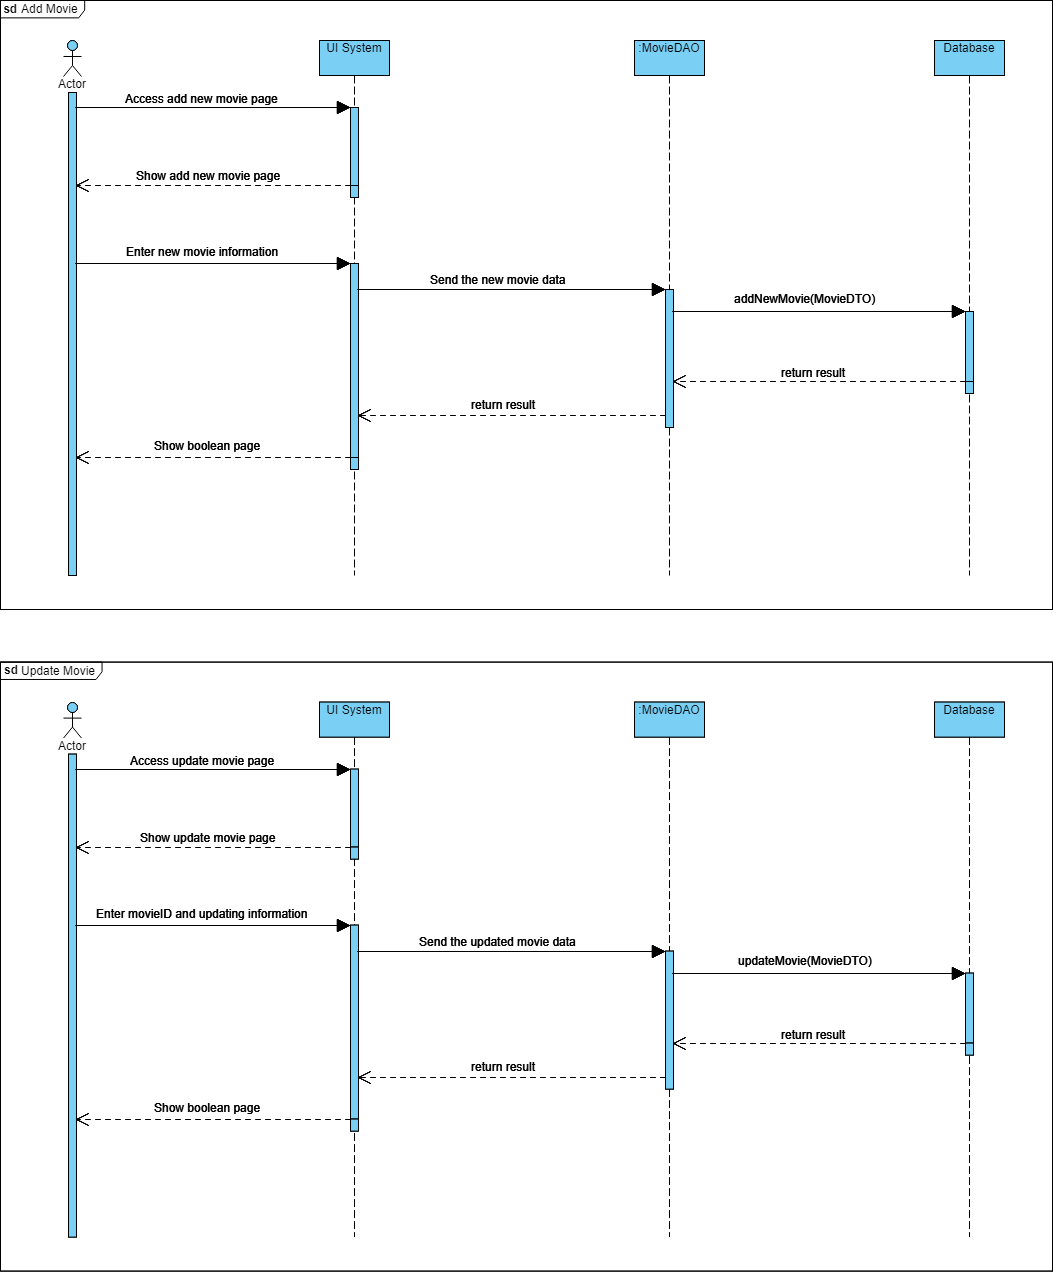 sd Add Movie
Actor
UI System
:MovieDAO
Database
Access add new movie page
Show add new movie page
Enter new movie information
Send the new movie data
addNewMovie(MovieDTO)
return result
return result
Show boolean page
sd Update Movie
Actor
UI System
:MovieDAO
Database
Access update movie page
Show update movie page
Enter movieID and updating information
Send the updated movie data
updateMovie(MovieDTO)
return result
return result
Show boolean page